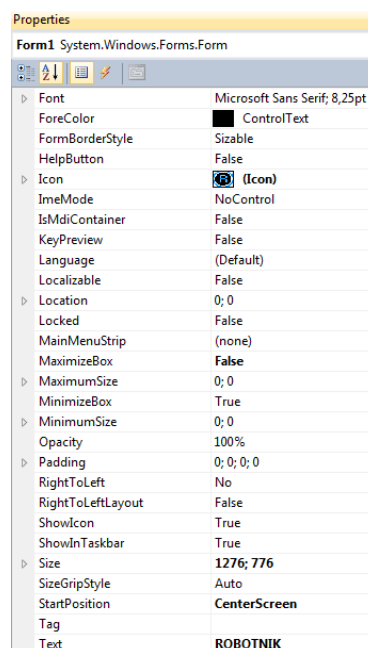 Properties
Form1 System.Windows.Forms.Form
Font Microsoft Sans Serif; 8,25pt
ForeColor ControlText
FormBorderStyle Sizable
HelpButton False
Icon (Icon)
ImeMode NoControl
IsMdiContainer False
KeyPreview False
Language (Default)
Localizable False
Location 0; 0
Locked False
MainMenuStrip (none)
MaximizeBox False
MaximumSize 0; 0
MinimizeBox True
MinimumSize 0; 0
Opacity 100%
Padding 0; 0; 0; 0
RightToLeft No
RightToLeftLayout False
ShowIcon True
ShowInTaskbar True
Size 1276; 776
SizeGripStyle Auto
StartPosition CenterScreen
Tag
Text ROBOTNIK